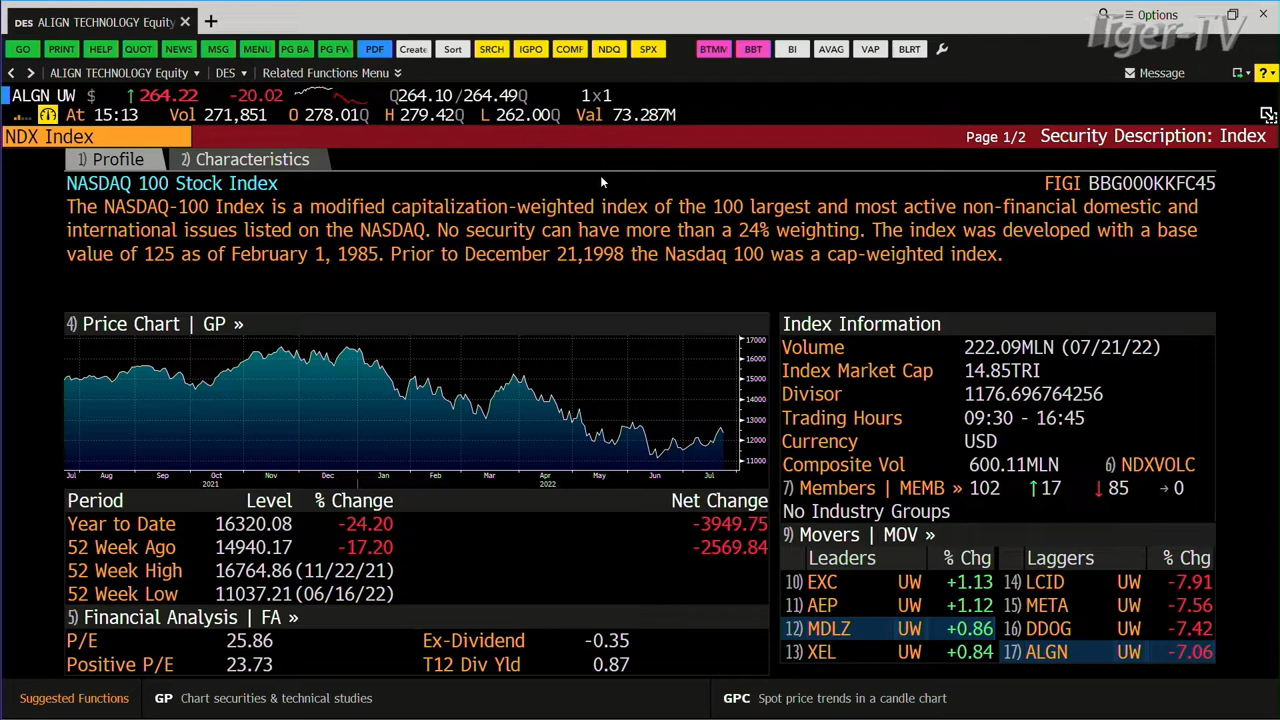 DES ALIGN TECHNOLOGY Equity × +
Options
Tiger-TV
GO PRINT HELP QUOT NEWS MSG MENU PG BA PG FW PDF Create Sort SRCH IGPO COMF NDQ SPX BTMM BBT BI AVAG VAP BLRT
ALIGN TECHNOLOGY Equity DES Related Functions Menu Message ?
ALGN UW $ ↑ 264.22 -20.02 Q264.10/264.49Q 1x1
At 15:13 Vol 271,851 O 278.01Q H 279.42Q L 262.00Q Val 73.287M
NDX Index Page 1/2 Security Description: Index
1) Profile 2) Characteristics
NASDAQ 100 Stock Index FIGI BBG000KKFC45
The NASDAQ-100 Index is a modified capitalization-weighted index of the 100 largest and most active non-financial domestic and
international issues listed on the NASDAQ. No security can have more than a 24% weighting. The index was developed with a base
value of 125 as of February 1, 1985. Prior to December 21,1998 the Nasdaq 100 was a cap-weighted index.
4) Price Chart | GP »
17000
16000
15000
14000
13000
12000
11000
Jul Aug Sep Oct Nov Dec Jan Feb Mar Apr May Jun Jul
2021 2022
Period Level % Change Net Change
Year to Date 16320.08 -24.20 -3949.75
52 Week Ago 14940.17 -17.20 -2569.84
52 Week High 16764.86 (11/22/21)
52 Week Low 11037.21 (06/16/22)
5) Financial Analysis | FA »
P/E 25.86 Ex-Dividend -0.35
Positive P/E 23.73 T12 Div Yld 0.87
Index Information
Volume 222.09MLN (07/21/22)
Index Market Cap 14.85TRI
Divisor 1176.696764256
Trading Hours 09:30 - 16:45
Currency USD
Composite Vol 600.11MLN 6) NDXVOLC
7) Members | MEMB » 102 ↑17 ↓85 →0
No Industry Groups
9) Movers | MOV »
Leaders % Chg Laggers % Chg
10) EXC UW +1.13 14) LCID UW -7.91
11) AEP UW +1.12 15) META UW -7.56
12) MDLZ UW +0.86 16) DDOG UW -7.42
13) XEL UW +0.84 17) ALGN UW -7.06
Suggested Functions GP Chart securities & technical studies GPC Spot price trends in a candle chart